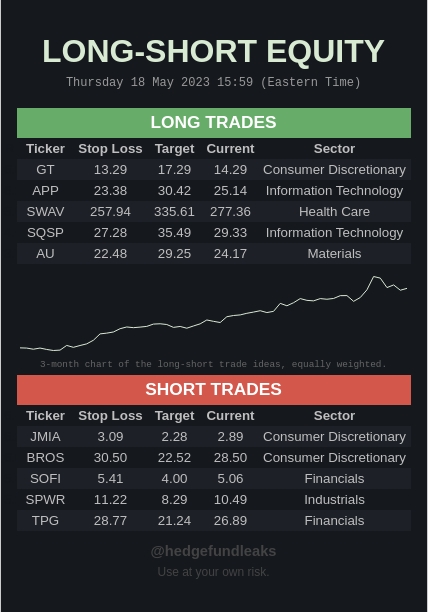 LONG-SHORT EQUITY
Thursday 18 May 2023 15:59 (Eastern Time)
LONG TRADES
Ticker Stop Loss Target Current Sector
GT 13.29 17.29 14.29 Consumer Discretionary
APP 23.38 30.42 25.14 Information Technology
SWAV 257.94 335.61 277.36 Health Care
SQSP 27.28 35.49 29.33 Information Technology
AU 22.48 29.25 24.17 Materials
3-month chart of the long-short trade ideas, equally weighted.
SHORT TRADES
Ticker Stop Loss Target Current Sector
JMIA 3.09 2.28 2.89 Consumer Discretionary
BROS 30.50 22.52 28.50 Consumer Discretionary
SOFI 5.41 4.00 5.06 Financials
SPWR 11.22 8.29 10.49 Industrials
TPG 28.77 21.24 26.89 Financials
@hedgefundleaks
Use at your own risk.